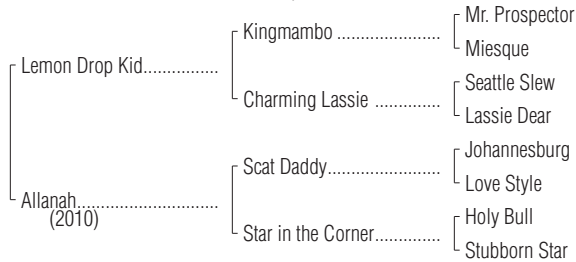 Mr. Prospector
Kingmambo ...................
Miesque
Lemon Drop Kid...............
Seattle Slew
Charming Lassie ............
Lassie Dear
Johannesburg
Scat Daddy.....................
Love Style
Allanah............................
(2010)
Holy Bull
Star in the Corner............
Stubborn Star